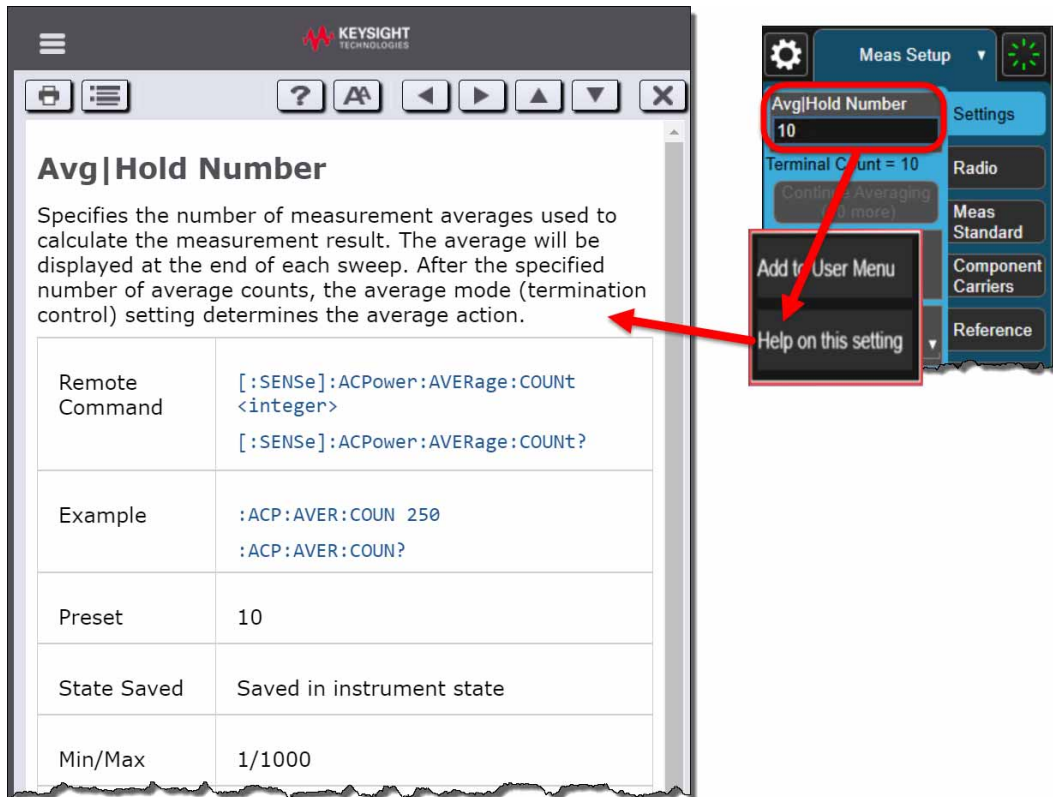 KEYSIGHT
TECHNOLOGIES
?
AA
Avg|Hold Number
Specifies the number of measurement averages used to
calculate the measurement result. The average will be
displayed at the end of each sweep. After the specified
number of average counts, the average mode (termination
control) setting determines the average action.
Remote
Command
[:SENSe]:ACPower:AVERage:COUNt
<integer>
[:SENSe]:ACPower:AVERage:COUNt?
Example
:ACP:AVER:COUN 250
:ACP:AVER:COUN?
Preset
10
State Saved
Saved in instrument state
Min/Max
1/1000
Meas Setup
Avg|Hold Number
10
Terminal Count = 10
Continue Averaging
more)
Settings
Radio
Meas
Standard
Component
Carriers
Reference
Add to User Menu
Help on this setting